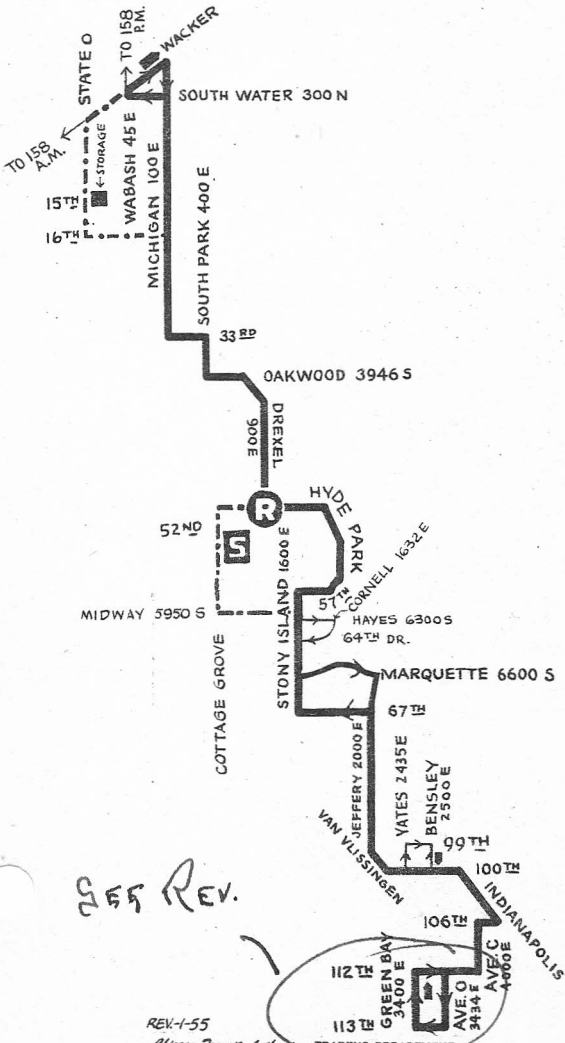 TO 158 P.M.
WACKER
STATE O
SOUTH WATER 300 N
TO 158 A.M.
←STORAGE
WABASH 45 E
15TH
16TH
MICHIGAN 100 E
SOUTH PARK 400 E
33RD
OAKWOOD 3946 S
DREXEL 900 E
R
HYDE PARK
52ND
S
STONY ISLAND 1600 E
57TH
CORNELL 1632 E
MIDWAY 5950 S
HAYES 6300 S
64TH DR.
COTTAGE GROVE
MARQUETTE 6600 S
67TH
JEFFERY 2000 E
YATES 2435 E
BENSLEY 2500 E
VAN VLISSINGEN
99TH
100TH
INDIANAPOLIS
SEE REV.
106TH
AVE. C 4000 E
112TH
GREEN BAY 3400 E
AVE. O 3434 E
113TH
REV.-1-55